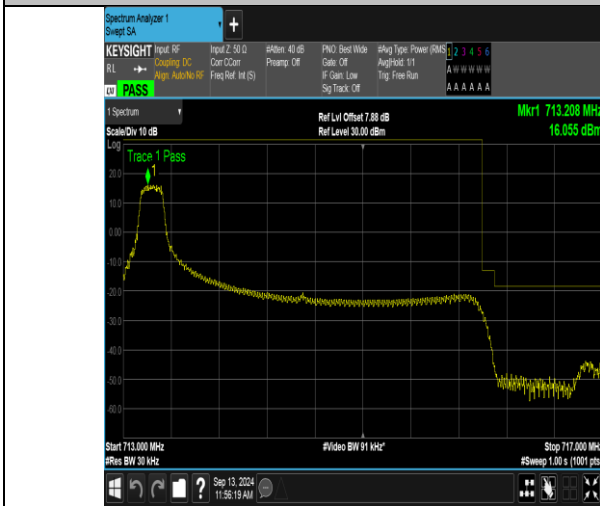 Spectrum Analyzer 1
Swept SA
KEYSIGHT
RL
PASS
Input: RF
Coupling: DC
Align: Auto/No RF
Input Z: 50 Ω
Corr CCorr
Freq Ref: Int (S)
#Atten: 40 dB
Preamp: Off
PNO: Best Wide
Gate: Off
IF Gain: Low
Sig Track: Off
#Avg Type: Power (RMS
Avg|Hold: 1/1
Trig: Free Run
1 2 3 4 5 6
A W W W W W
A A A A A A
1 Spectrum
Scale/Div 10 dB
Log
Ref Lvl Offset 7.88 dB
Ref Level 30.00 dBm
Mkr1 713.208 MHz
16.055 dBm
Trace 1 Pass
1
20.0
10.0
0.00
-10.0
-20.0
-30.0
-40.0
-50.0
-60.0
Start 713.000 MHz
#Res BW 30 kHz
#Video BW 91 kHz*
Stop 717.000 MHz
#Sweep 1.00 s (1001 pts
?
Sep 13, 2024
11:56:19 AM